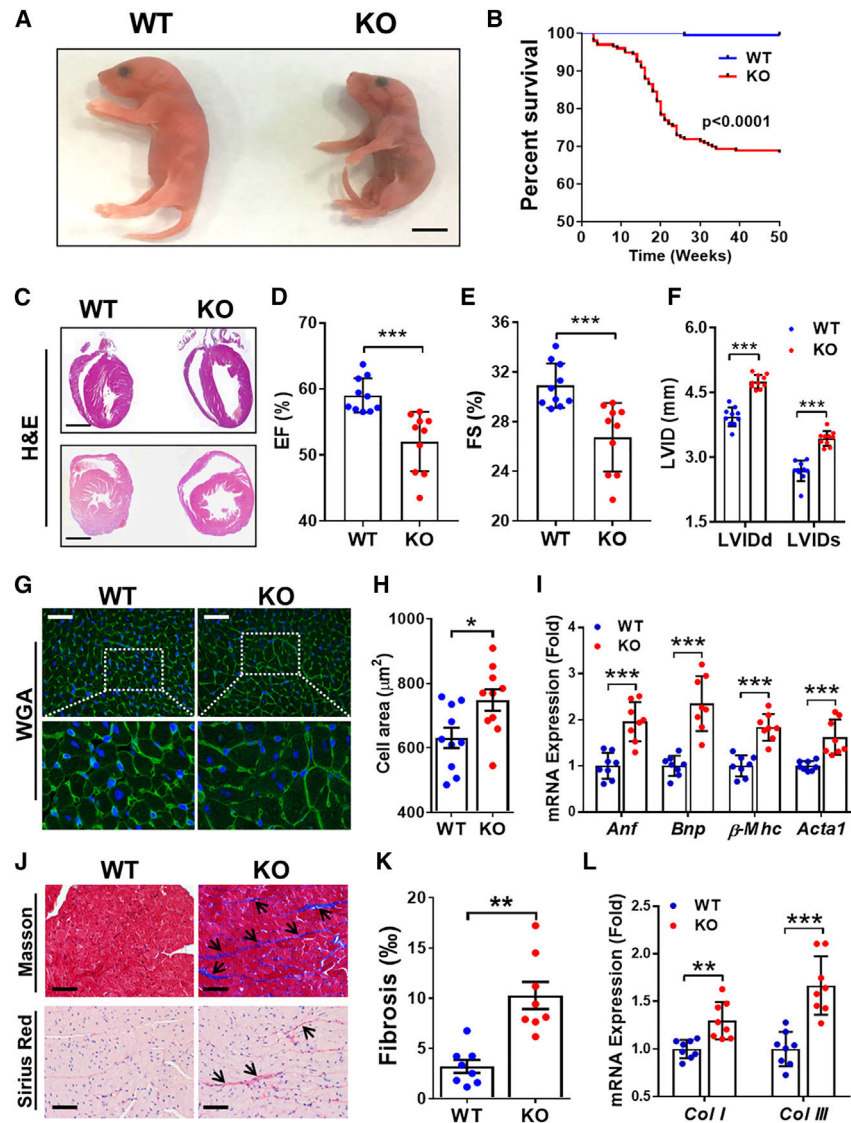 A
WT
KO
B
Percent survival
100
90
80
70
60
50
WT
KO
p<0.0001
0
10
20
30
40
50
Time (Weeks)
C
WT
KO
H&E
D
EF (%)
70
60
50
40
***
WT
KO
E
FS (%)
36
32
28
24
20
***
WT
KO
F
LVID (mm)
6.0
4.5
3.0
1.5
WT
KO
***
***
LVIDd
LVIDs
G
WT
KO
WGA
H
Cell area (μm2)
1000
800
600
400
*
WT
KO
I
mRNA Expression (Fold)
4
3
2
1
0
WT
KO
***
***
***
***
Anf
Bnp
β-Mhc
Acta1
J
WT
KO
Masson
Sirius Red
K
Fibrosis (‰)
20
15
10
5
0
**
WT
KO
L
mRNA Expression (Fold)
2.5
2.0
1.5
1.0
0.5
WT
KO
**
***
Col I
Col III